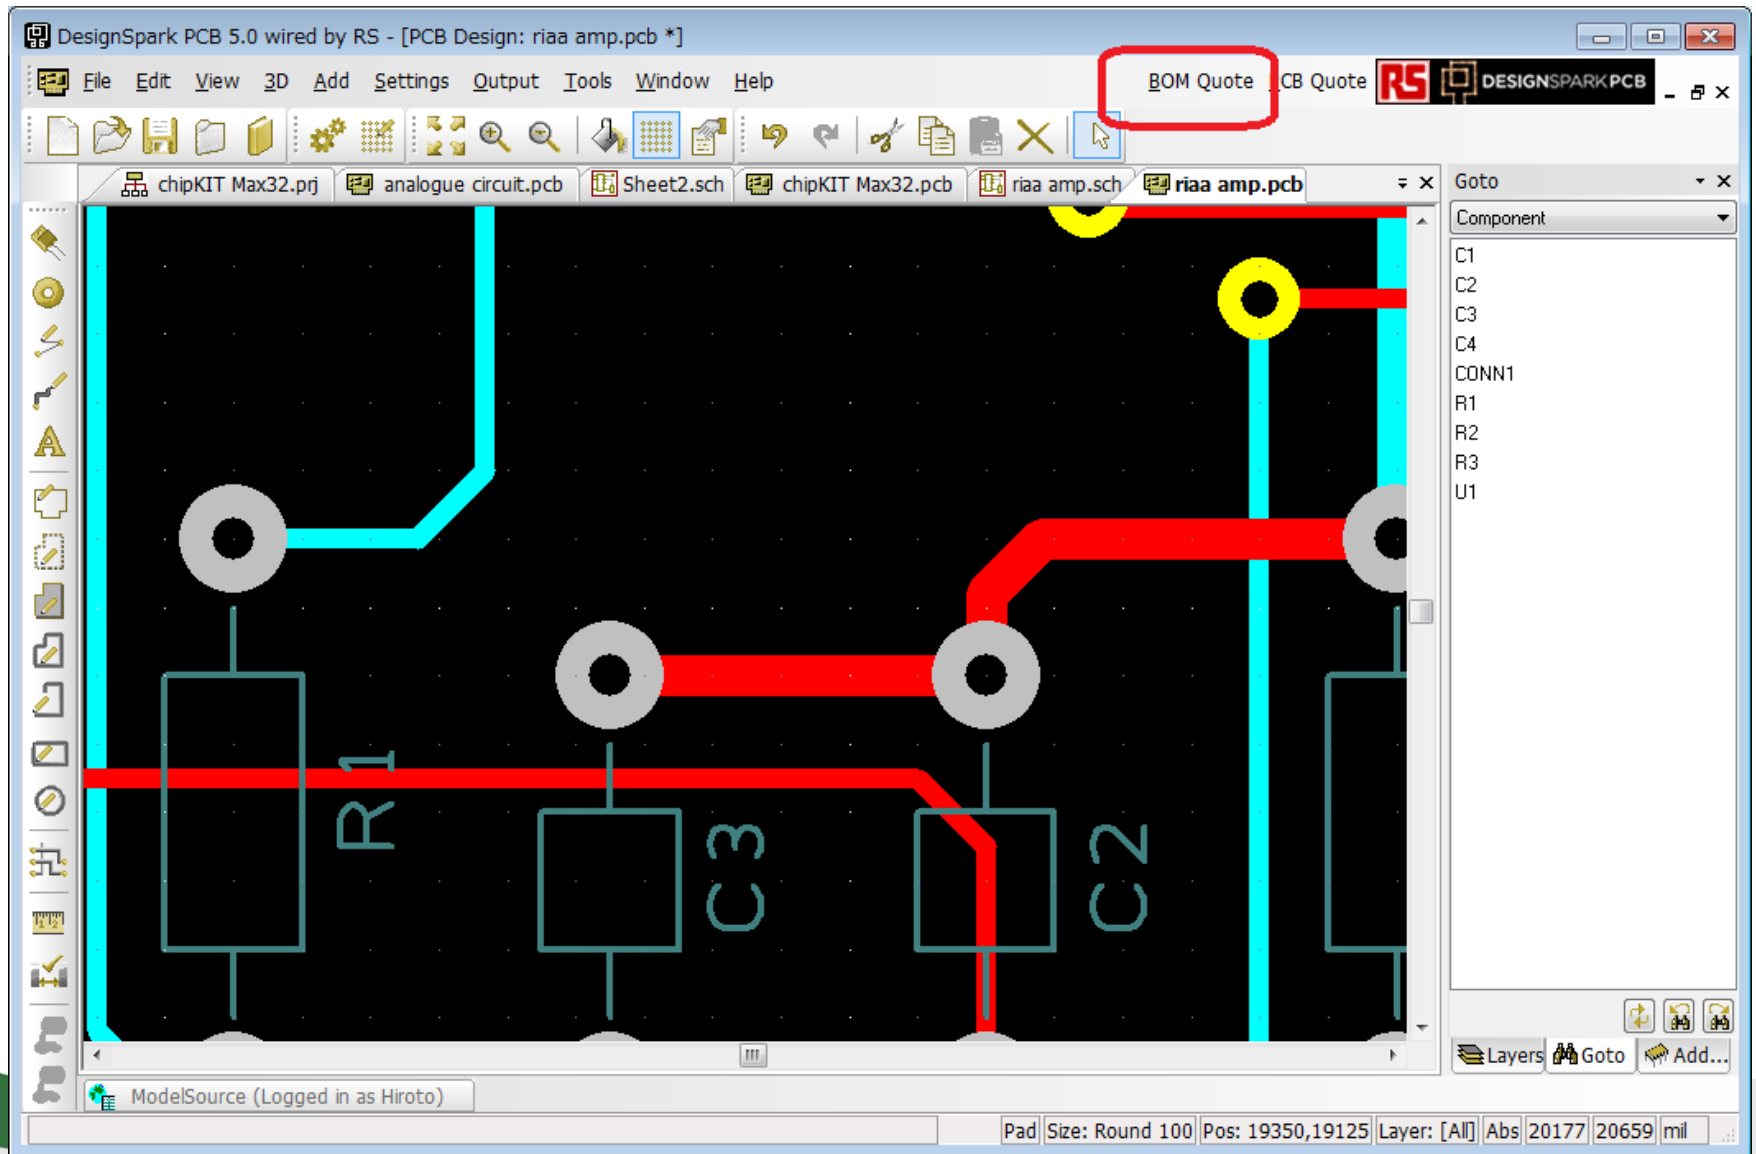 DesignSpark PCB 5.0 wired by RS - [PCB Design: riaa amp.pcb *]
File Edit View 3D Add Settings Output Tools Window Help BOM Quote CB Quote RS DESIGNSPARK PCB
chipKIT Max32.prj analogue circuit.pcb Sheet2.sch chipKIT Max32.pcb riaa amp.sch riaa amp.pcb
Goto
Component
C1
C2
C3
C4
CONN1
R1
R2
R3
U1
R1
C3
C2
Layers Goto Add...
ModelSource (Logged in as Hiroto)
Pad Size: Round 100 Pos: 19350,19125 Layer: [All] Abs 20177 20659 mil